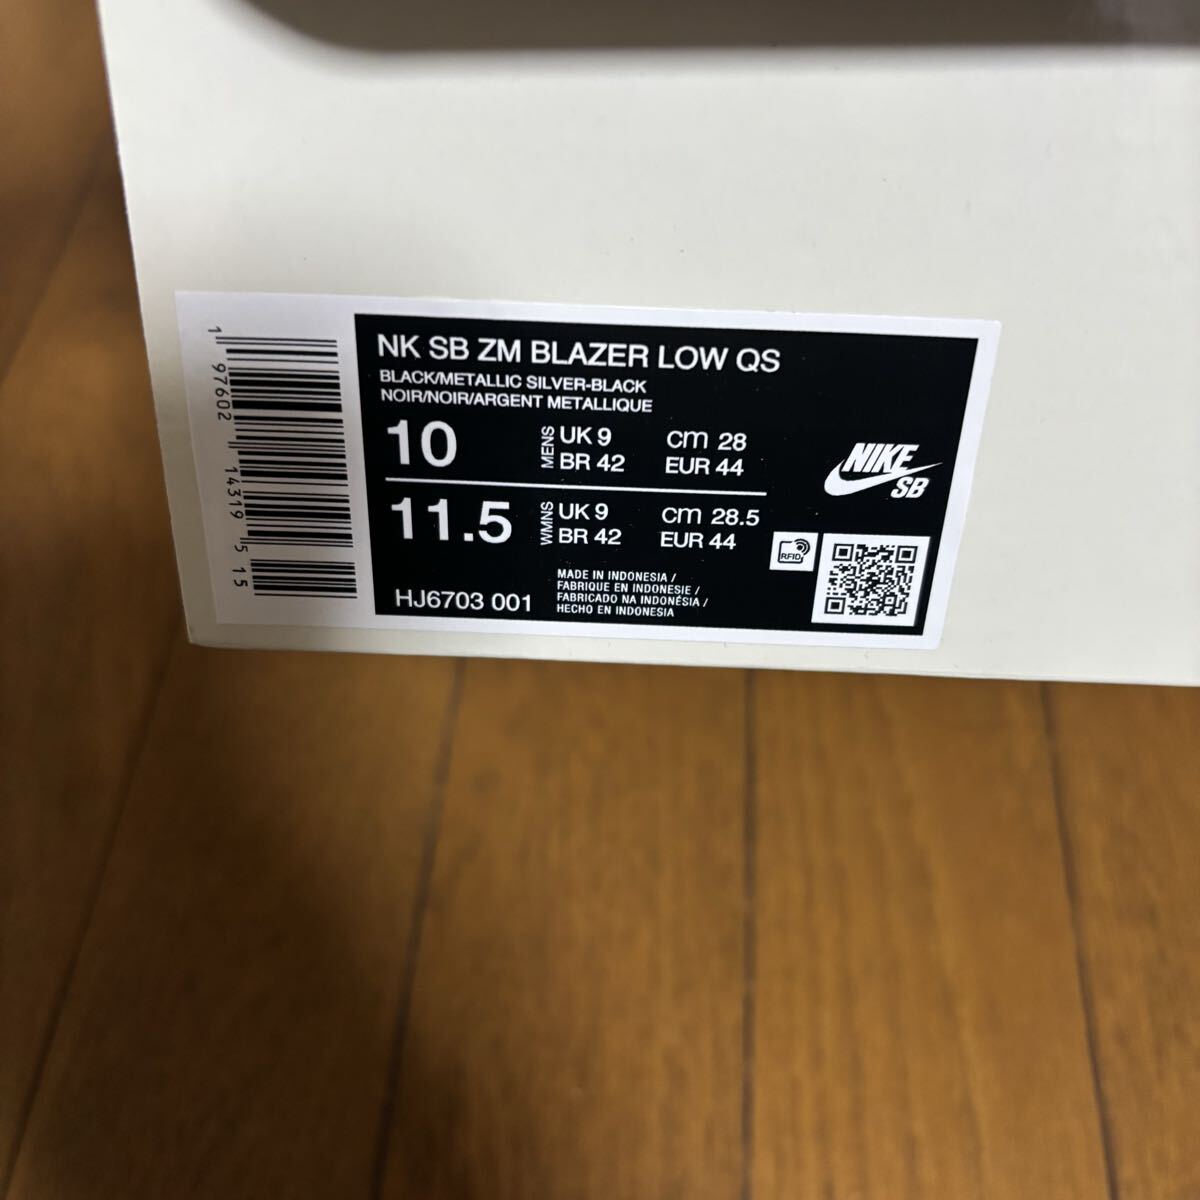 NK SB ZM BLAZER LOW QS
BLACK/METALLIC SILVER-BLACK
NOIR/NOIR/ARGENT METALLIQUE
10 MENS UK 9 cm 28
BR 42 EUR 44
11.5 WMNS UK 9 cm 28.5
BR 42 EUR 44
HJ6703 001
MADE IN INDONESIA /
FABRIQUE EN INDONESIE /
FABRICADO NA INDONÉSIA /
HECHO EN INDONESIA
NIKE
SB
RFID
1 97602 14319 5 15